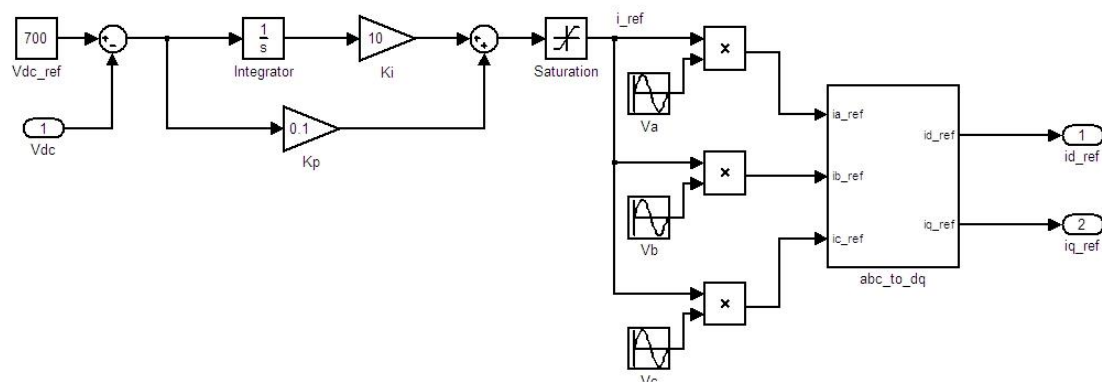 700
Vdc_ref
1
Vdc
1
s
Integrator
10
Ki
0.1
Kp
Saturation
i_ref
Va
Vb
Vc
×
×
×
ia_ref
ib_ref
ic_ref
id_ref
iq_ref
abc_to_dq
1
id_ref
2
iq_ref